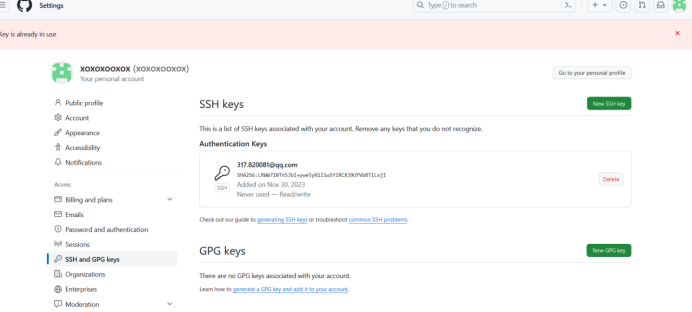 Settings
Type / to search
Key is already in use
xoxoxooxox (xoxoxooxox)
Your personal account
Go to your personal profile
Public profile
Account
Appearance
Accessibility
Notifications
Access
Billing and plans
Emails
Password and authentication
Sessions
SSH and GPG keys
Organizations
Enterprises
Moderation
SSH keys
New SSH key
This is a list of SSH keys associated with your account. Remove any keys that you do not recognize.
Authentication Keys
317.820081@qq.com
SSH
Added on Nov 30, 2023
Never used — Read/write
Delete
Check out our guide to generating SSH keys or troubleshoot common SSH problems.
GPG keys
New GPG key
There are no GPG keys associated with your account.
Learn how to generate a GPG key and add it to your account.